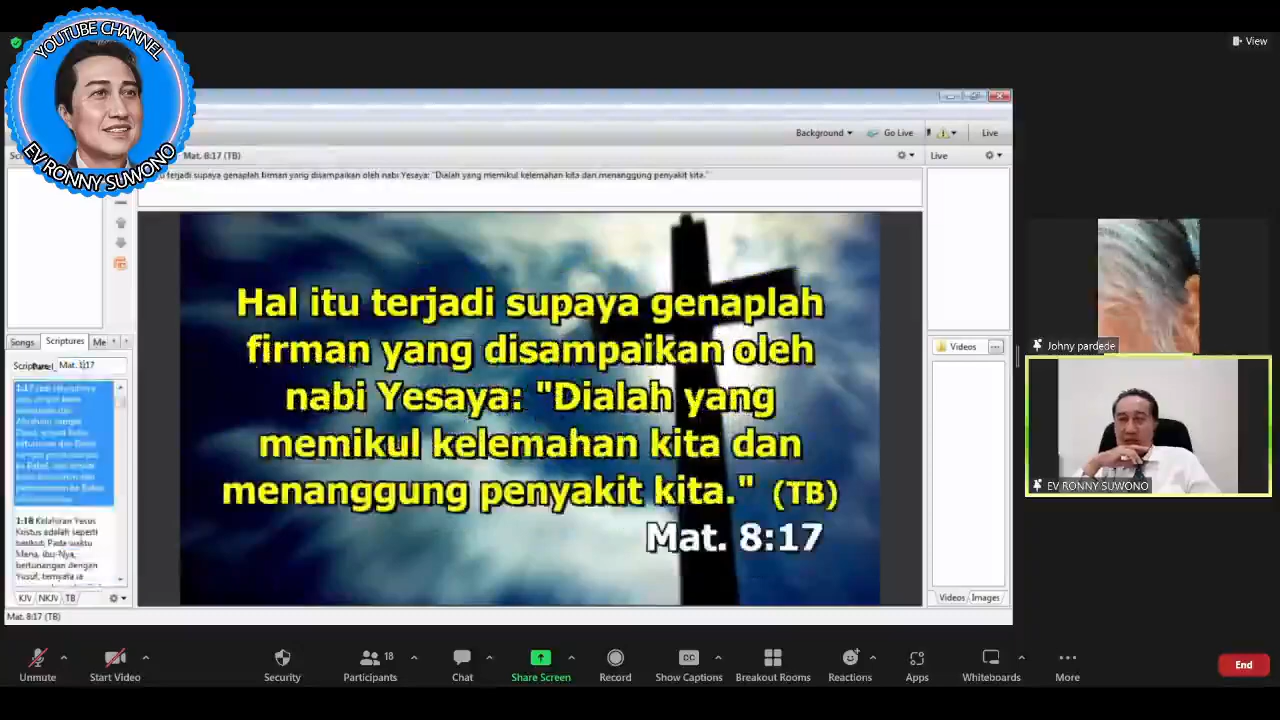 YOUTUBE CHANNEL
EV RONNY SUWONO
View
Background
Go Live
Live
Mat. 8:17 (TB)
Live
terjadi supaya genaplah firman yang disampaikan oleh nabi Yesaya: "Dialah yang memikul kelemahan kita dan menanggung penyakit kita."
Hal itu terjadi supaya genaplah
firman yang disampaikan oleh
nabi Yesaya: "Dialah yang
memikul kelemahan kita dan
menanggung penyakit kita." (TB)
Mat. 8:17
Songs
Scriptures
Me
1:18 Kelahiran Yesus
Kristus adalah seperti
berikut: Pada waktu
Maria, ibu-Nya,
bertunangan dengan
Yusuf, ternyata ia
KJV
NKJV
TB
Mat. 8:17 (TB)
Videos
Videos
Images
Johny pardede
EV RONNY SUWONO
Unmute
Start Video
Security
Participants
18
Chat
Share Screen
Record
CC
Show Captions
Breakout Rooms
Reactions
Apps
Whiteboards
More
End